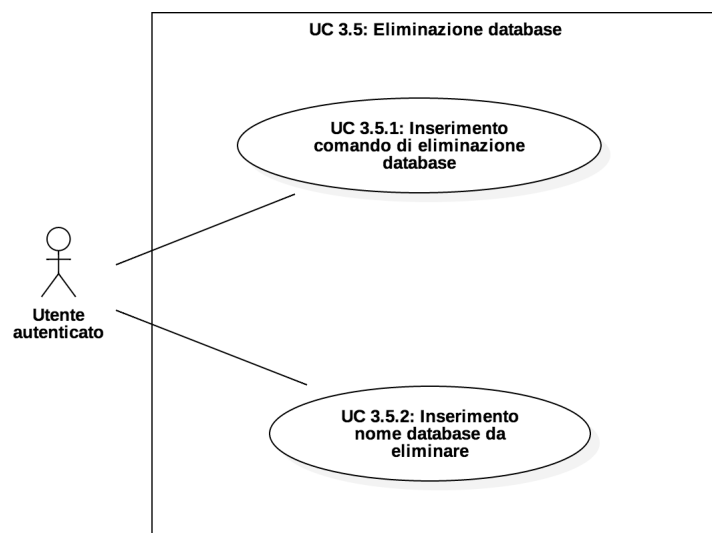 UC 3.5: Eliminazione database
UC 3.5.1: Inserimento
comando di eliminazione
database
Utente
autenticato
UC 3.5.2: Inserimento
nome database da
eliminare